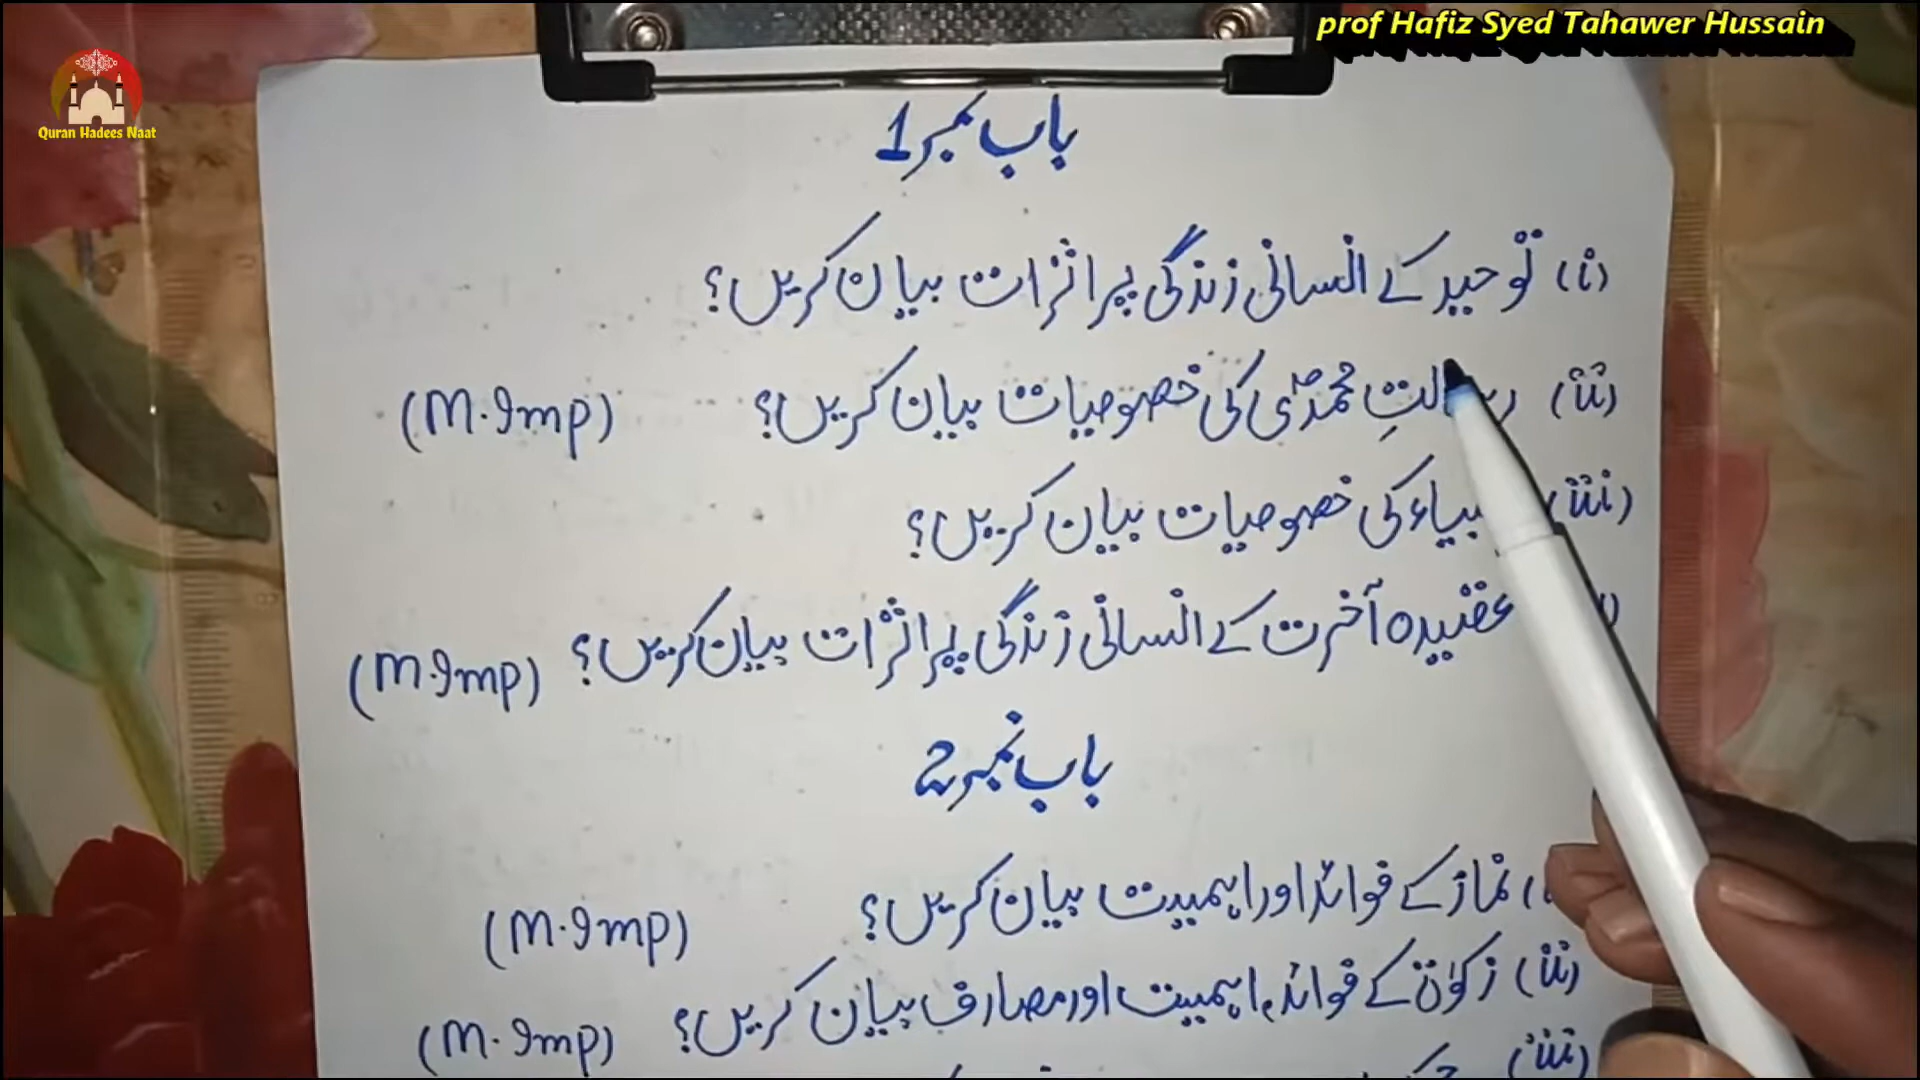 prof Hafiz Syed Tahawer Hussain
Quran Hadees Naat
باب نمبر 1
(i) توحید کے انسانی زندگی پر اثرات بیان کریں؟
(ii) رسالتِ محمدیؐ کی خصوصیات بیان کریں؟ (M.Imp)
(iii) کی خصوصیات بیان کریں؟
عقیدہ آخرت کے انسانی زندگی پر اثرات بیان کریں؟ (M.Imp)
باب نمبر 2
نماز کے فوائد اور اہمیت بیان کریں؟ (M.Imp)
(ii) زکوٰۃ کے فوائد، اہمیت اور مصارف بیان کریں؟ (M.Imp)
(iii)